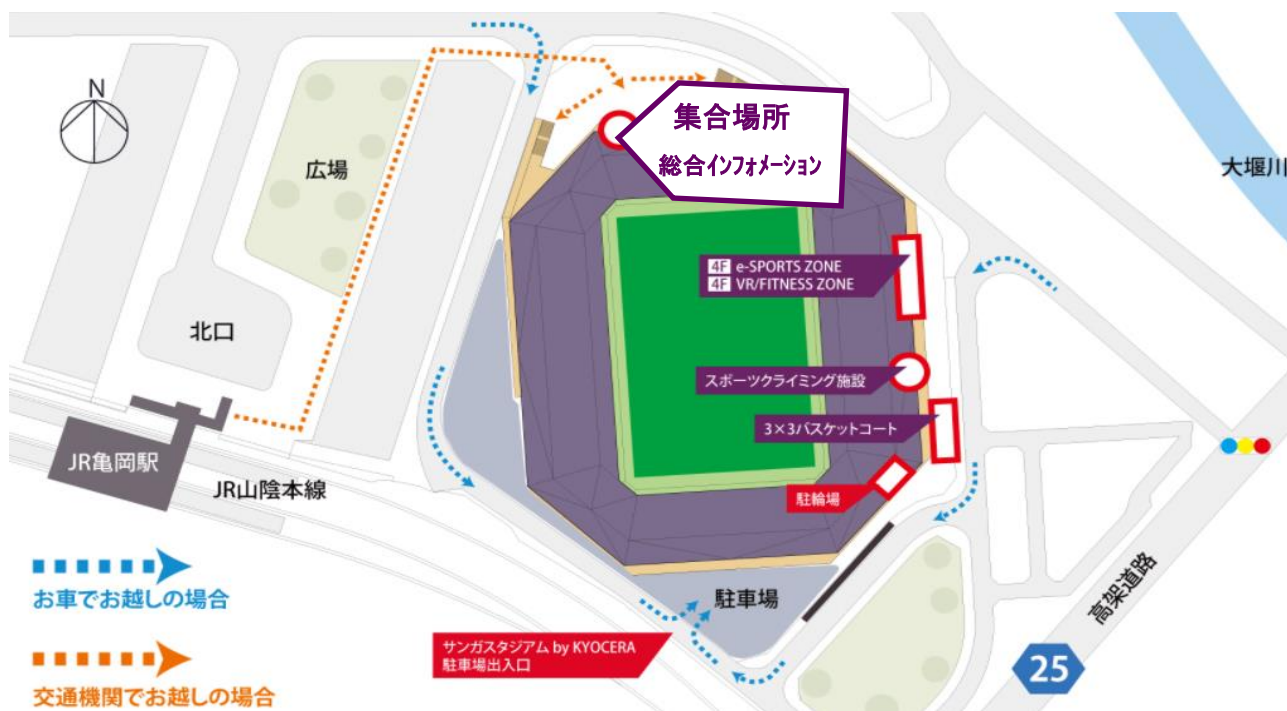 N
集合場所
総合インフォメーション
大堰川
広場
4F e-SPORTS ZONE
4F VR/FITNESS ZONE
北口
スポーツクライミング施設
3×3バスケットコート
JR亀岡駅
JR山陰本線
駐輪場
お車でお越しの場合
駐車場
高架道路
サンガスタジアム by KYOCERA
駐車場出入口
25
交通機関でお越しの場合